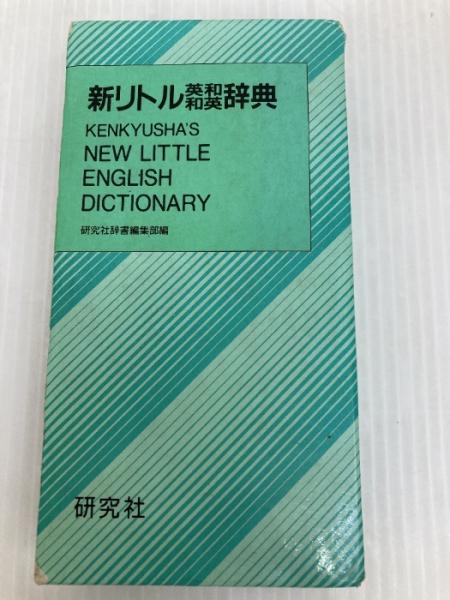 新リトル英和和英辞典
KENKYUSHA'S
NEW LITTLE
ENGLISH
DICTIONARY
研究社辞書編集部編
研究社